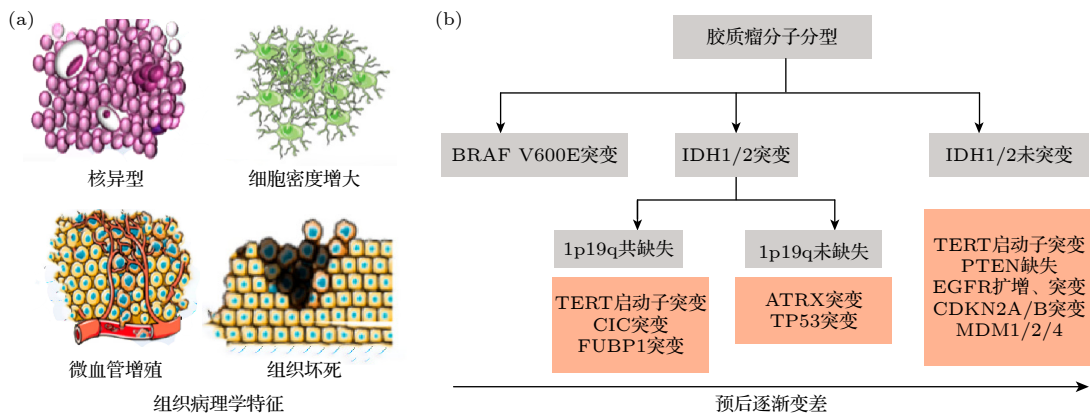 (a)
核异型
细胞密度增大
微血管增殖
组织坏死
组织病理学特征
(b)
胶质瘤分子分型
BRAF V600E突变
IDH1/2突变
IDH1/2未突变
1p19q共缺失
1p19q未缺失
TERT启动子突变
CIC突变
FUBP1突变
ATRX突变
TP53突变
TERT启动子突变
PTEN缺失
EGFR扩增、突变
CDKN2A/B突变
MDM1/2/4
预后逐渐变差